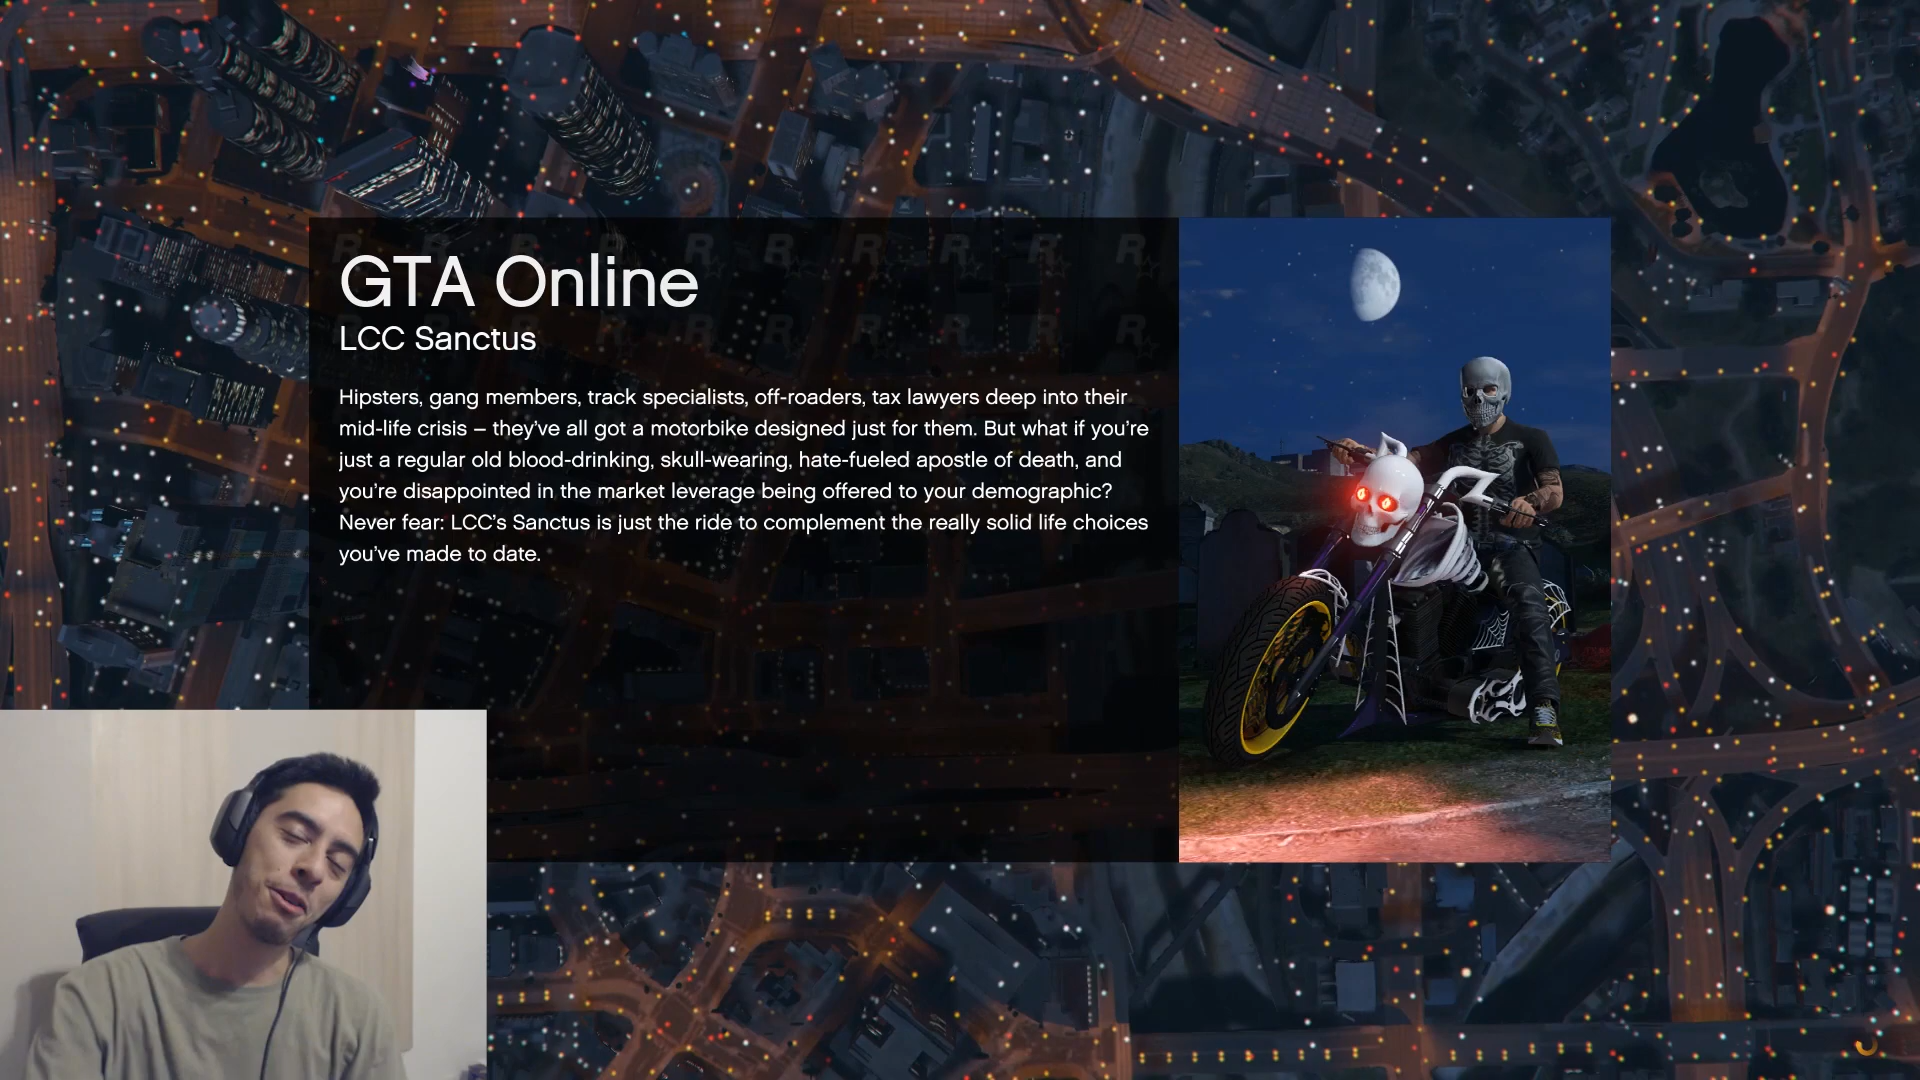 GTA Online
LCC Sanctus
Hipsters, gang members, track specialists, off-roaders, tax lawyers deep into their
mid-life crisis – they’ve all got a motorbike designed just for them. But what if you’re
just a regular old blood-drinking, skull-wearing, hate-fueled apostle of death, and
you’re disappointed in the market leverage being offered to your demographic?
Never fear: LCC’s Sanctus is just the ride to complement the really solid life choices
you’ve made to date.